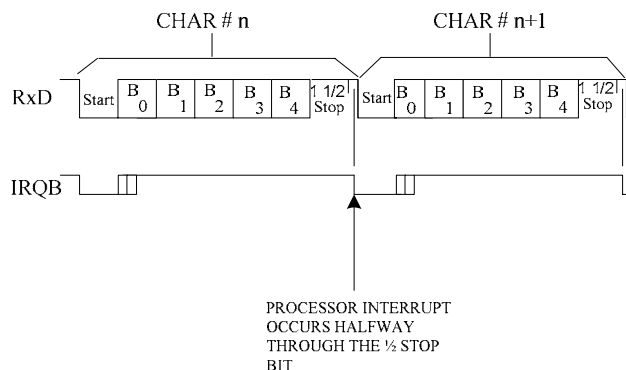 CHAR # n
CHAR # n+1
RxD
Start
B 0
B 1
B 2
B 3
B 4
1 1/2
Stop
Start
B 0
B 1
B 2
B 3
B 4
1 1/2
Stop
IRQB
PROCESSOR INTERRUPT
OCCURS HALFWAY
THROUGH THE ½ STOP
BIT